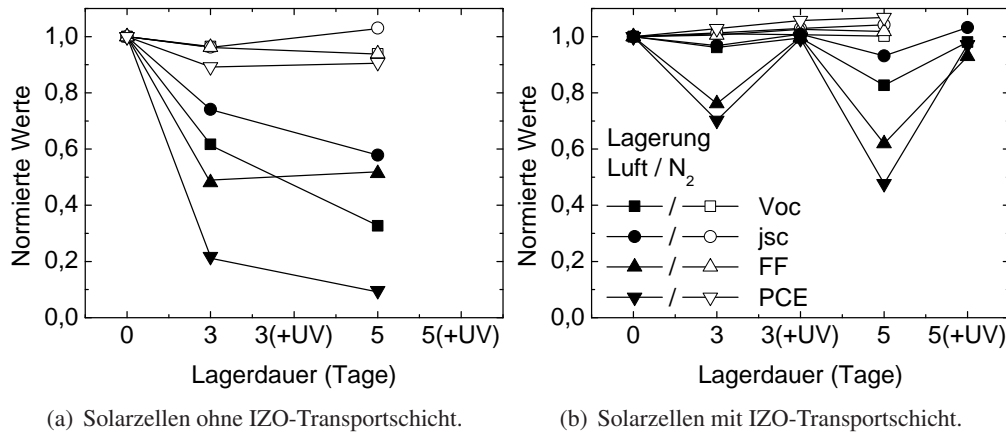 Normierte Werte
1,0
0,8
0,6
0,4
0,2
0,0
0 3 3(+UV) 5 5(+UV)
Lagerdauer (Tage)
(a) Solarzellen ohne IZO-Transportschicht.
Normierte Werte
1,0
0,8
0,6
0,4
0,2
0,0
Lagerung
Luft / N₂
/ Voc
/ jsc
/ FF
/ PCE
0 3 3(+UV) 5 5(+UV)
Lagerdauer (Tage)
(b) Solarzellen mit IZO-Transportschicht.